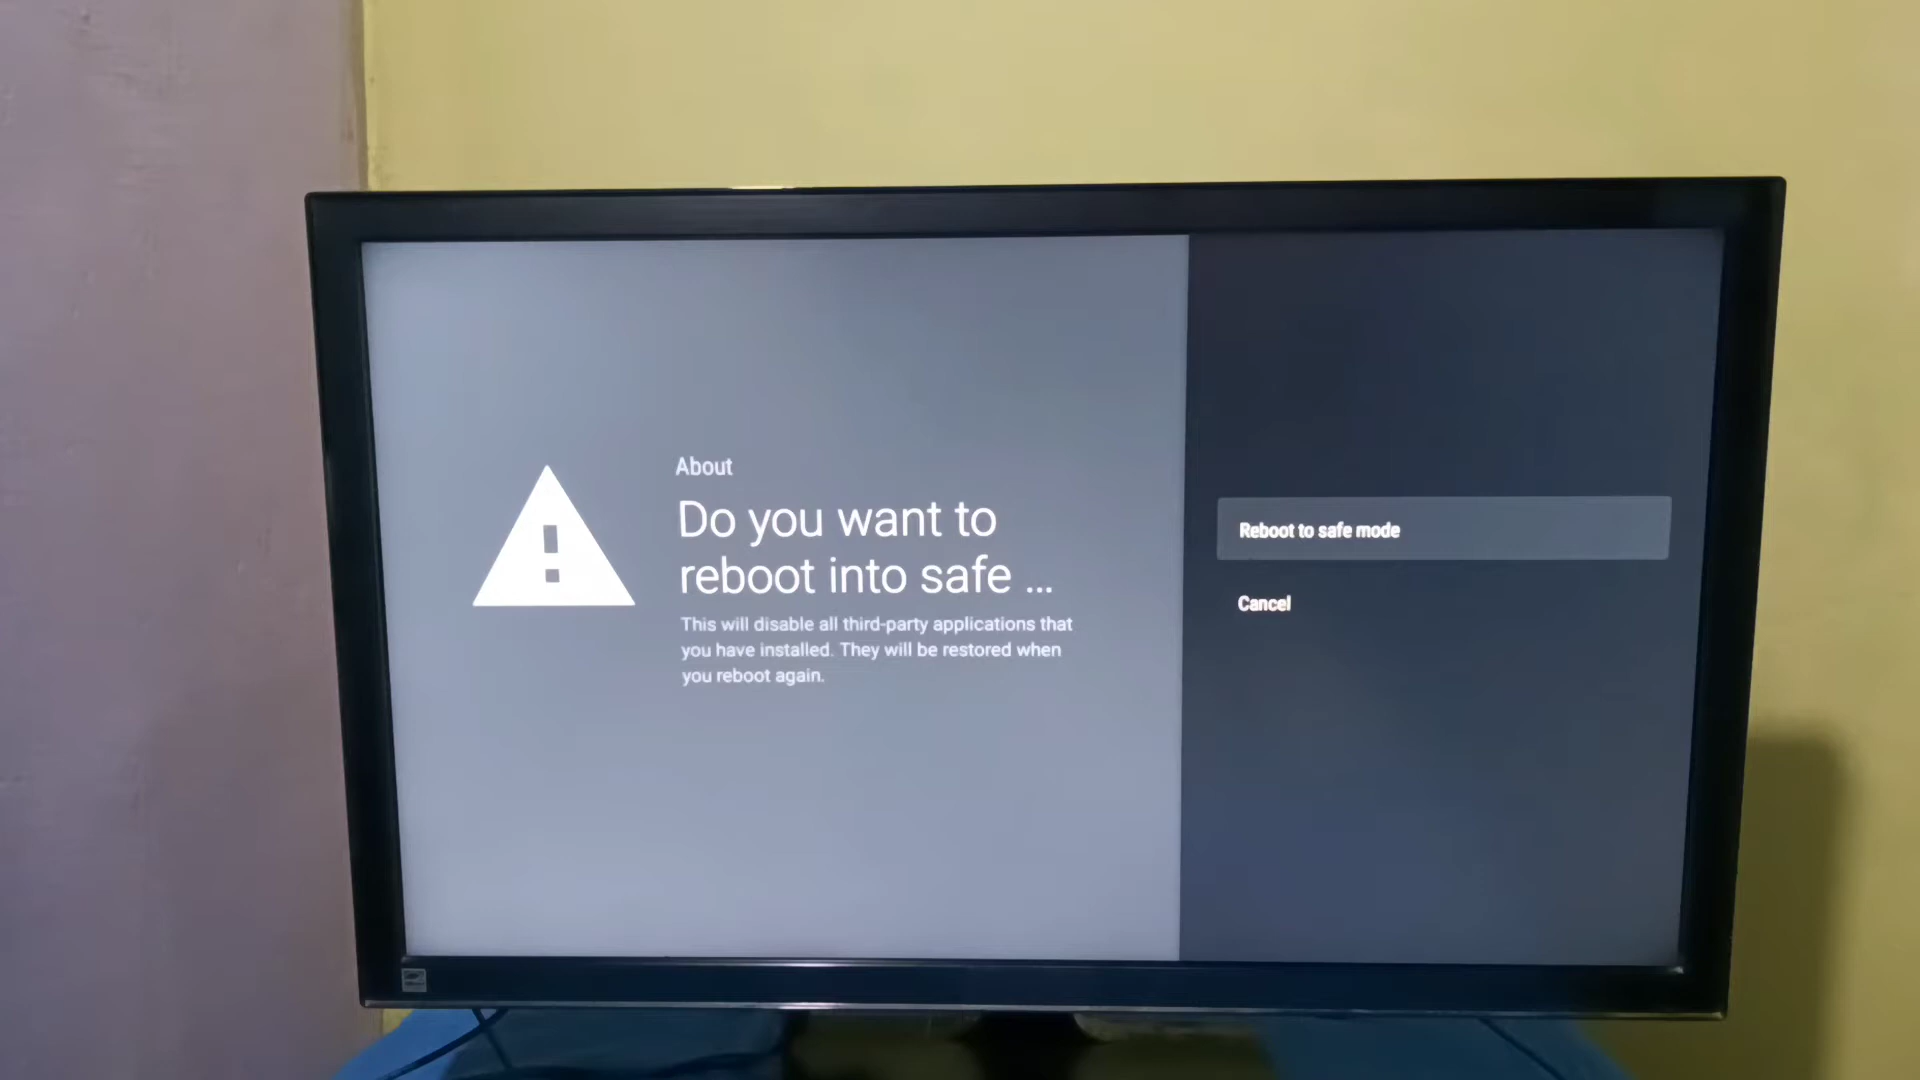 About
Do you want to
reboot into safe ...
This will disable all third-party applications that
you have installed. They will be restored when
you reboot again.
Reboot to safe mode
Cancel